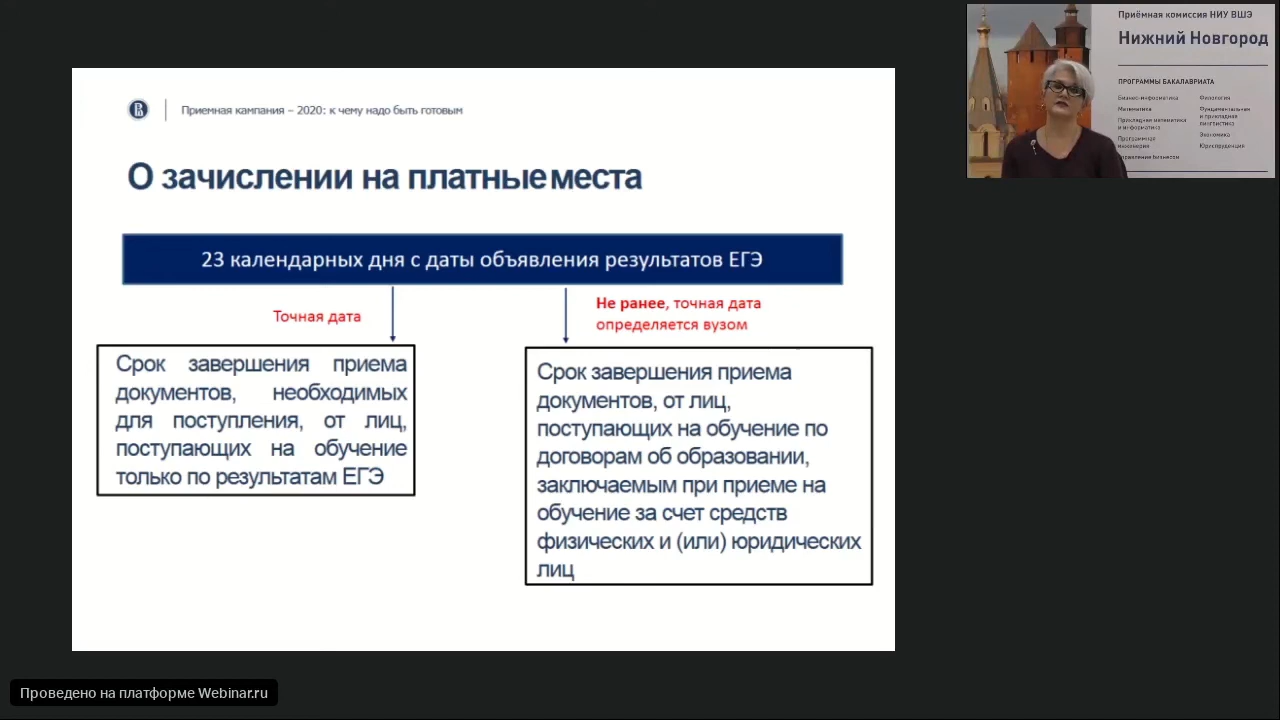 Приемная кампания – 2020: к чему надо быть готовым
О зачислении на платные места
23 календарных дня с даты объявления результатов ЕГЭ
Точная дата
Не ранее, точная дата
определяется вузом
Срок завершения приема
документов, необходимых
для поступления, от лиц,
поступающих на обучение
только по результатам ЕГЭ
Срок завершения приема
документов, от лиц,
поступающих на обучение по
договорам об образовании,
заключаемым при приеме на
обучение за счет средств
физических и (или) юридических
лиц
Приёмная комиссия НИУ ВШЭ
Нижний Новгород
ПРОГРАММЫ БАКАЛАВРИАТА
Бизнес-информатика
Математика
Прикладная математика
и информатика
Программная
инженерия
Управление бизнесом
Филология
Фундаментальная
и прикладная
лингвистика
Экономика
Юриспруденция
Проведено на платформе Webinar.ru